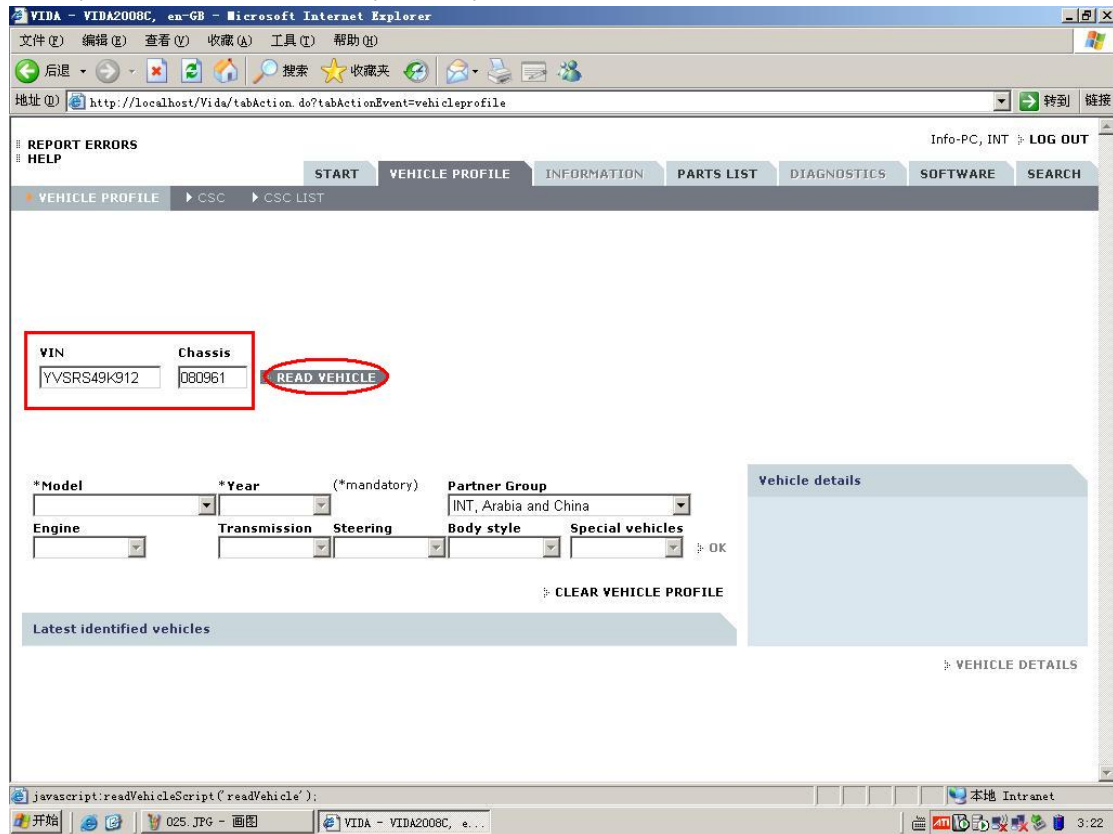 VIDA - VIDA2008C, en-GB - Microsoft Internet Explorer
文件(F) 编辑(E) 查看(V) 收藏(A) 工具(T) 帮助(H)
后退 搜索 收藏夹
地址(D) http://localhost/Vida/tabAction.do?tabActionEvent=vehicleprofile 转到 链接
REPORT ERRORS
HELP
Info-PC, INT LOG OUT
START VEHICLE PROFILE INFORMATION PARTS LIST DIAGNOSTICS SOFTWARE SEARCH
VEHICLE PROFILE CSC CSC LIST
VIN Chassis
YVSRS49K912 080961 READ VEHICLE
*Model *Year (*mandatory) Partner Group
INT, Arabia and China
Engine Transmission Steering Body style Special vehicles
OK
CLEAR VEHICLE PROFILE
Vehicle details
Latest identified vehicles
VEHICLE DETAILS
javascript:readVehicleScript('readVehicle'); 本地 Intranet
开始 025.JPG - 画图 VIDA - VIDA2008C, e... 3:22